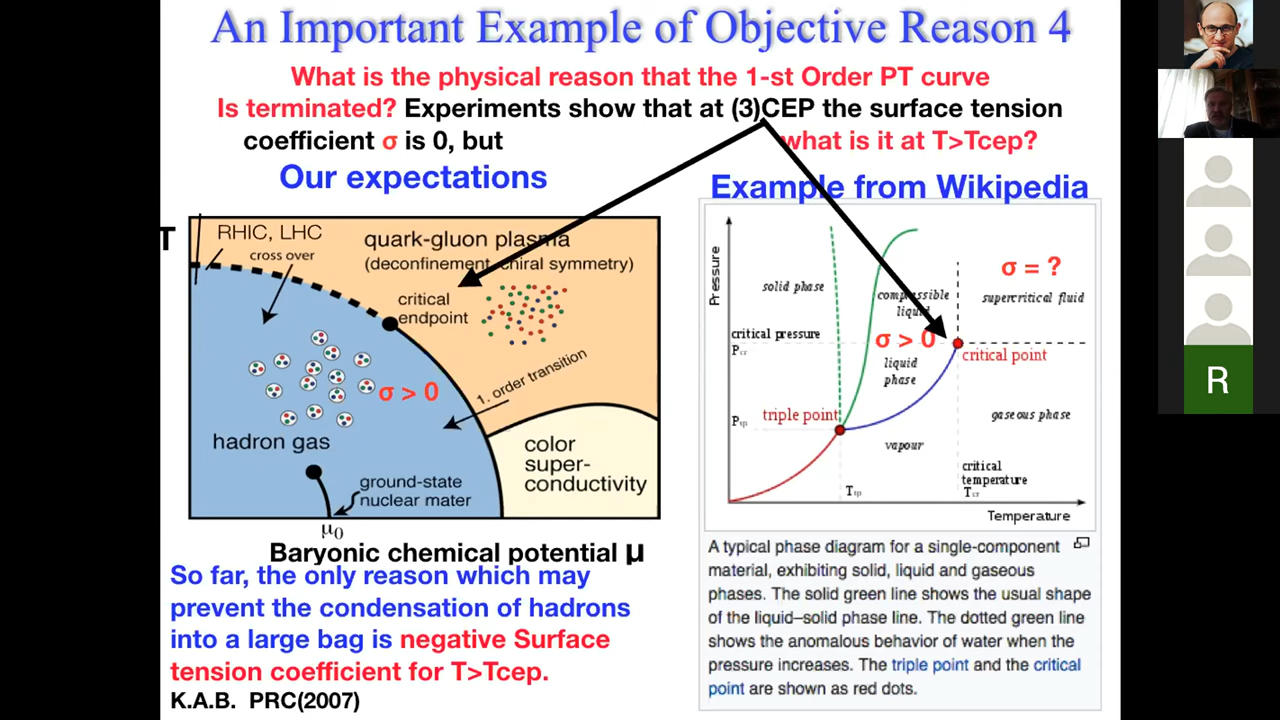 An Important Example of Objective Reason 4
What is the physical reason that the 1-st Order PT curve
Is terminated? Experiments show that at (3)CEP the surface tension
coefficient σ is 0, but what is it at T>Tcep?
Our expectations
Example from Wikipedia
T
RHIC, LHC
cross over
quark-gluon plasma
(deconfinement, chiral symmetry)
critical
endpoint
σ > 0
1. order transition
hadron gas
color
super-
conductivity
ground-state
nuclear mater
μ0
Baryonic chemical potential μ
So far, the only reason which may
prevent the condensation of hadrons
into a large bag is negative Surface
tension coefficient for T>Tcep.
K.A.B. PRC(2007)
Pressure
solid phase
compressible
liquid
σ = ?
supercritical fluid
critical pressure
Pcr
σ > 0
liquid
phase
critical point
triple point
Ptp
gaseous phase
vapour
critical
temperature
Tcr
Ttp
Temperature
A typical phase diagram for a single-component
material, exhibiting solid, liquid and gaseous
phases. The solid green line shows the usual shape
of the liquid–solid phase line. The dotted green line
shows the anomalous behavior of water when the
pressure increases. The triple point and the critical
point are shown as red dots.
R